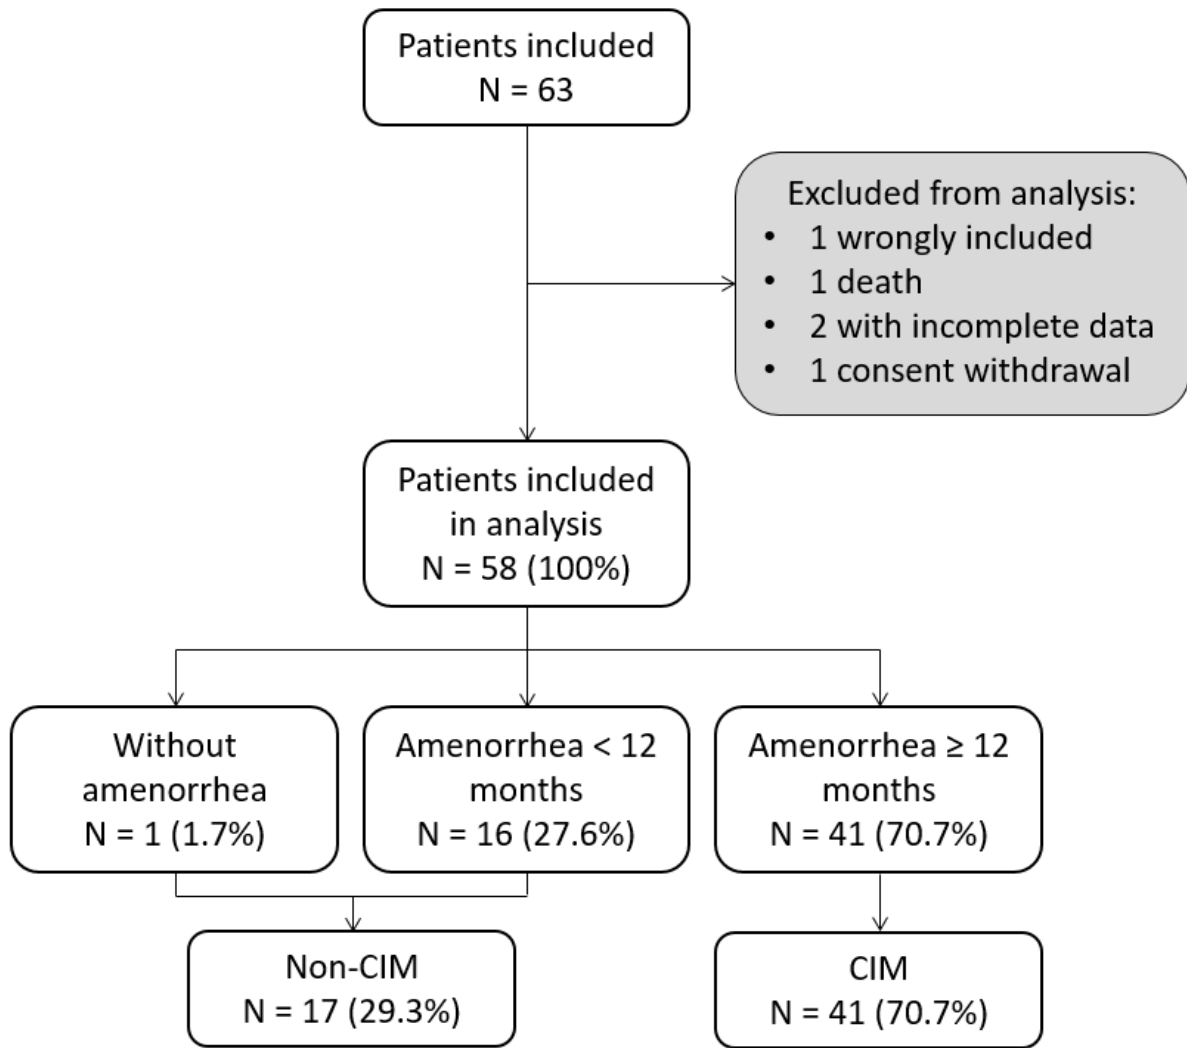 Patients included
N = 63
Excluded from analysis:
• 1 wrongly included
• 1 death
• 2 with incomplete data
• 1 consent withdrawal
Patients included
in analysis
N = 58 (100%)
Without
amenorrhea
N = 1 (1.7%)
Amenorrhea < 12
months
N = 16 (27.6%)
Amenorrhea ≥ 12
months
N = 41 (70.7%)
Non-CIM
N = 17 (29.3%)
CIM
N = 41 (70.7%)